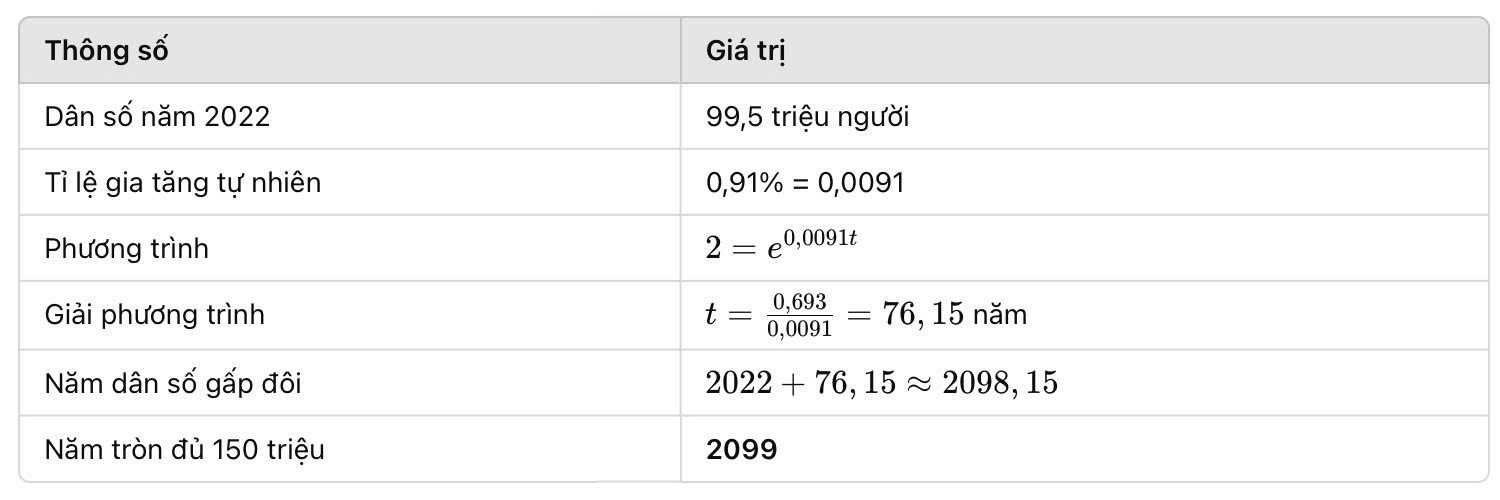 Thông số Giá trị
Dân số năm 2022 99,5 triệu người
Tỉ lệ gia tăng tự nhiên 0,91% = 0,0091
Phương trình 2 = e^{0,0091t}
Giải phương trình t = \frac{0,693}{0,0091} = 76,15 năm
Năm dân số gấp đôi 2022 + 76,15 ≈ 2098,15
Năm tròn đủ 150 triệu 2099